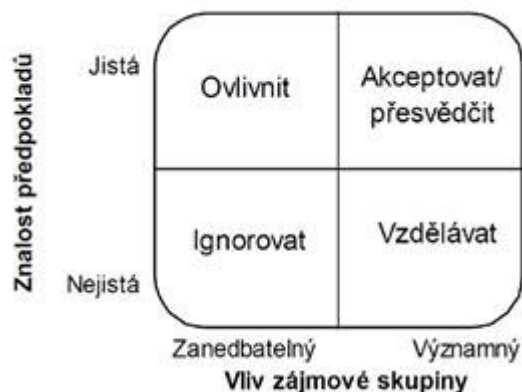 Znalost předpokladů
Jistá
Ovlivnit
Akceptovat/
přesvědčit
Ignorovat
Vzdělávat
Nejistá
Zanedbatelný
Významný
Vliv zájmové skupiny